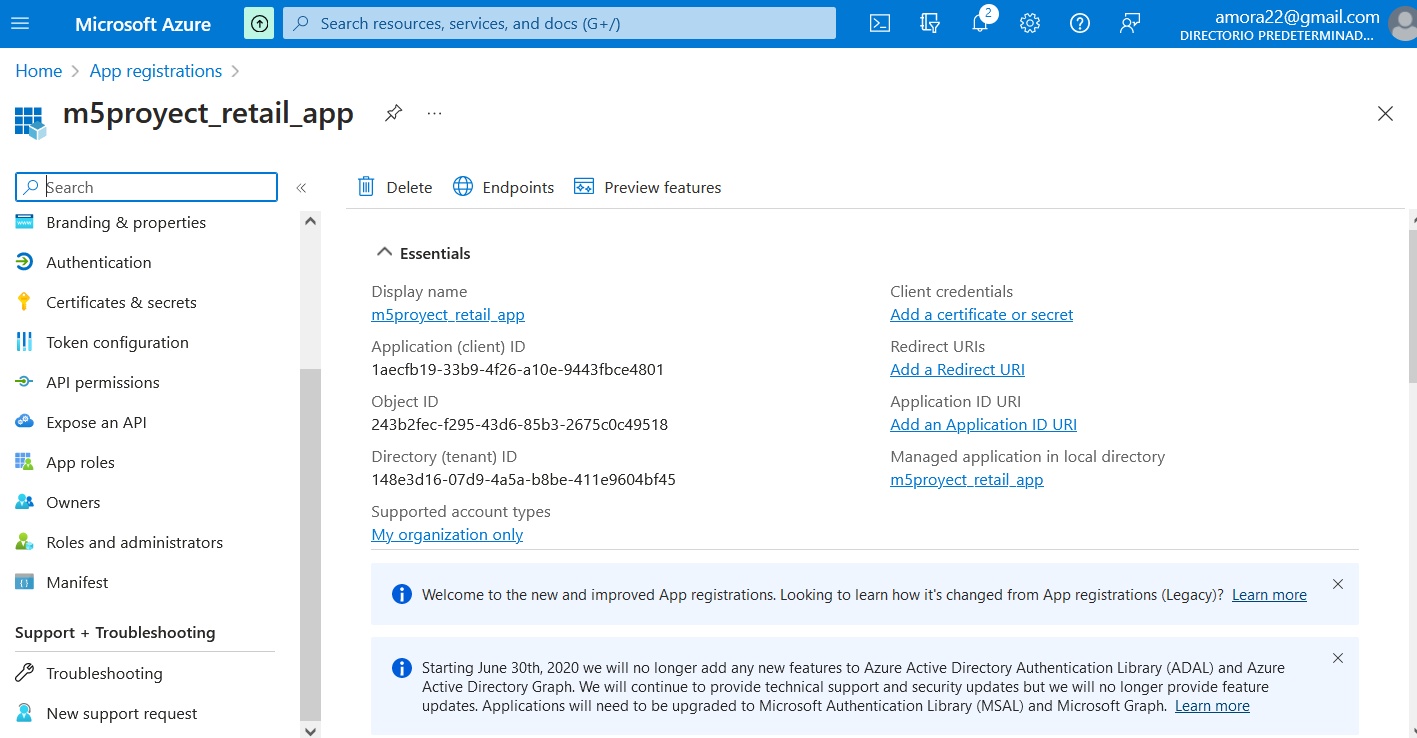 Microsoft Azure
Search resources, services, and docs (G+/)
2
amora22@gmail.com
DIRECTORIO PREDETERMINAD...
Home > App registrations >
m5proyect_retail_app
...
Search
«
Branding & properties
Authentication
Certificates & secrets
Token configuration
API permissions
Expose an API
App roles
Owners
Roles and administrators
Manifest
Support + Troubleshooting
Troubleshooting
New support request
Delete Endpoints Preview features
Essentials
Display name
m5proyect_retail_app
Application (client) ID
1aecfb19-33b9-4f26-a10e-9443fbce4801
Object ID
243b2fec-f295-43d6-85b3-2675c0c49518
Directory (tenant) ID
148e3d16-07d9-4a5a-b8be-411e9604bf45
Supported account types
My organization only
Client credentials
Add a certificate or secret
Redirect URIs
Add a Redirect URI
Application ID URI
Add an Application ID URI
Managed application in local directory
m5proyect_retail_app
Welcome to the new and improved App registrations. Looking to learn how it's changed from App registrations (Legacy)? Learn more
Starting June 30th, 2020 we will no longer add any new features to Azure Active Directory Authentication Library (ADAL) and Azure
Active Directory Graph. We will continue to provide technical support and security updates but we will no longer provide feature
updates. Applications will need to be upgraded to Microsoft Authentication Library (MSAL) and Microsoft Graph. Learn more